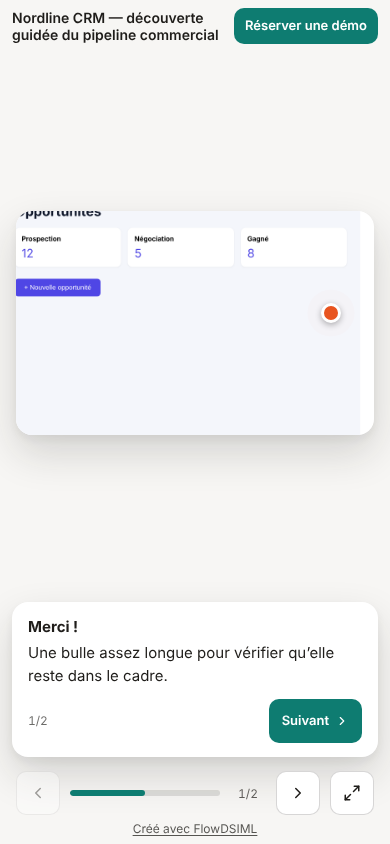 Nordline CRM — découverte
guidée du pipeline commercial
Réserver une démo
opportunités
Prospection
Négociation
Gagné
12
5
8
+ Nouvelle opportunité
Merci !
Une bulle assez longue pour vérifier qu’elle
reste dans le cadre.
1/2
Suivant
1/2
Créé avec FlowDSIML